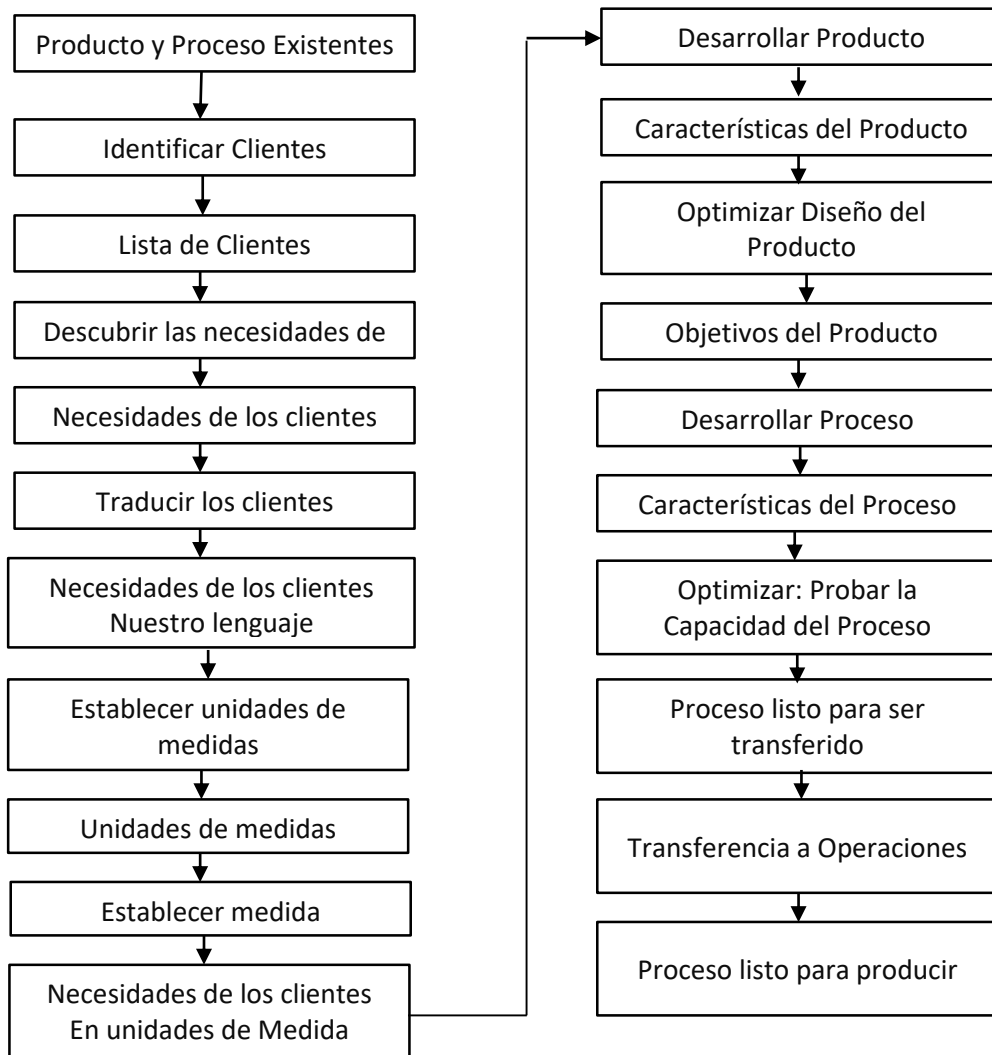 Producto y Proceso Existentes
Identificar Clientes
Lista de Clientes
Descubrir las necesidades de
Necesidades de los clientes
Traducir los clientes
Necesidades de los clientes
Nuestro lenguaje
Establecer unidades de
medidas
Unidades de medidas
Establecer medida
Necesidades de los clientes
En unidades de Medida
Desarrollar Producto
Características del Producto
Optimizar Diseño del
Producto
Objetivos del Producto
Desarrollar Proceso
Características del Proceso
Optimizar: Probar la
Capacidad del Proceso
Proceso listo para ser
transferido
Transferencia a Operaciones
Proceso listo para producir